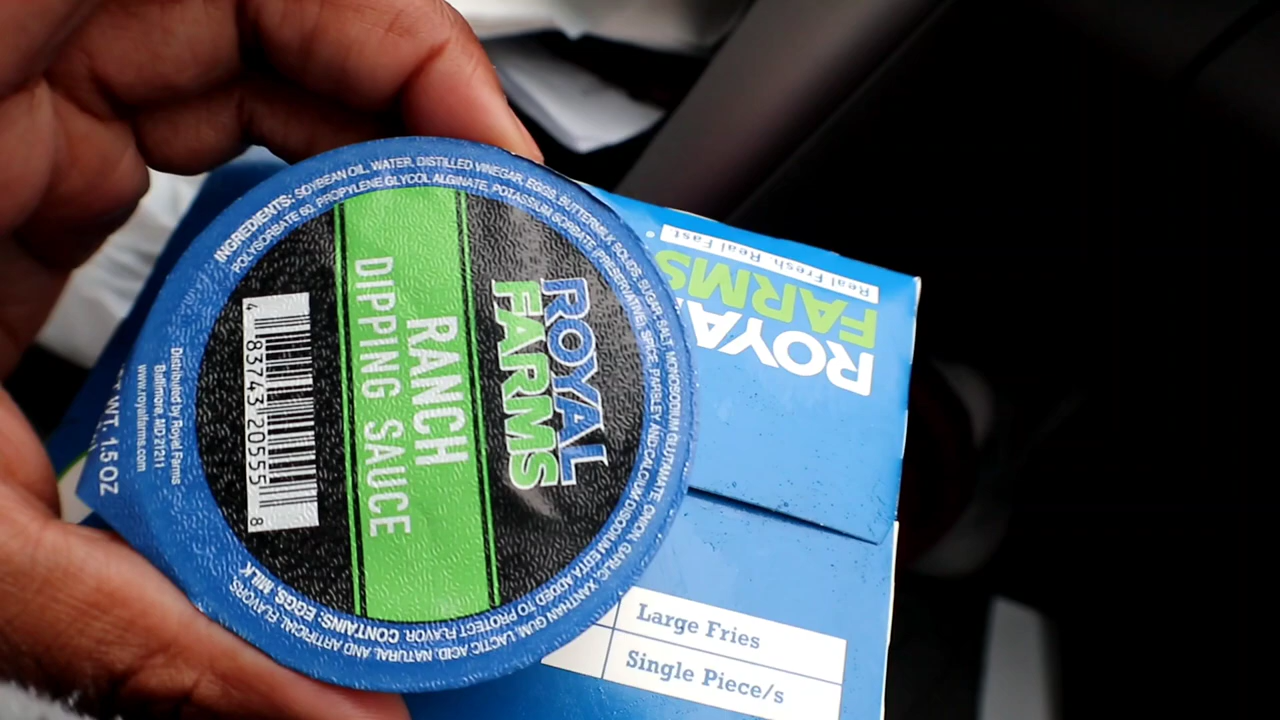 ROYAL
FARMS
RANCH
DIPPING SAUCE
4 83743 20555 8
Distributed by Royal Farms
Baltimore, MD 21211
www.royalfarms.com
WT. 1.5 OZ
INGREDIENTS: SOYBEAN OIL, WATER, DISTILLED VINEGAR, EGGS, BUTTERMILK SOLIDS, SUGAR, SALT, MONOSODIUM GLUTAMATE, ONION, GARLIC, XANTHAN GUM, LACTIC ACID, NATURAL AND ARTIFICIAL FLAVORS,
POLYSORBATE 60, PROPYLENE GLYCOL ALGINATE, POTASSIUM SORBATE (PRESERVATIVE), SPICE, PARSLEY AND CALCIUM DISODIUM EDTA ADDED TO PROTECT FLAVOR. CONTAINS: EGGS, MILK
ROYA
FARMS
Real Fresh. Real Fast
Large Fries
Single Piece/s